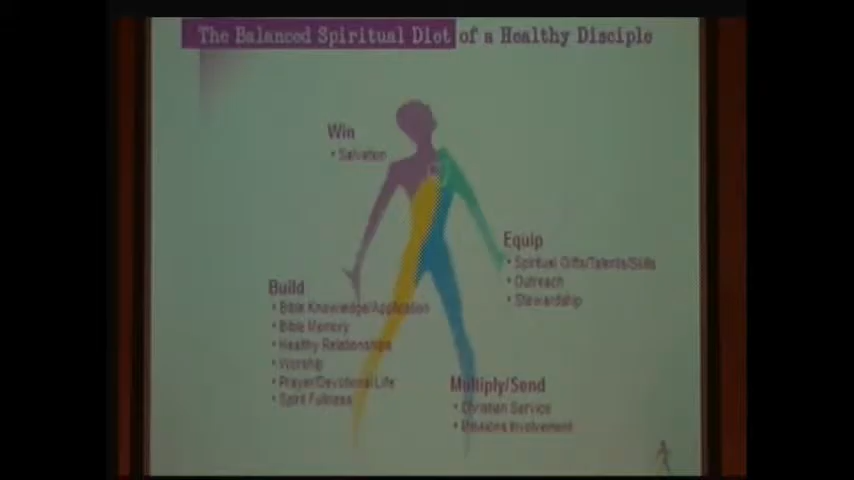 The Balanced Spiritual Diet of a Healthy Disciple
Win
• Salvation
Equip
• Spiritual Gifts/Talents/Skills
• Outreach
• Stewardship
Build
• Bible Knowledge/Application
• Bible Memory
• Healthy Relationships
• Worship
• Prayer/Devotional Life
• Spirit Fullness
Multiply/Send
• Christian Service
• Missions Involvement